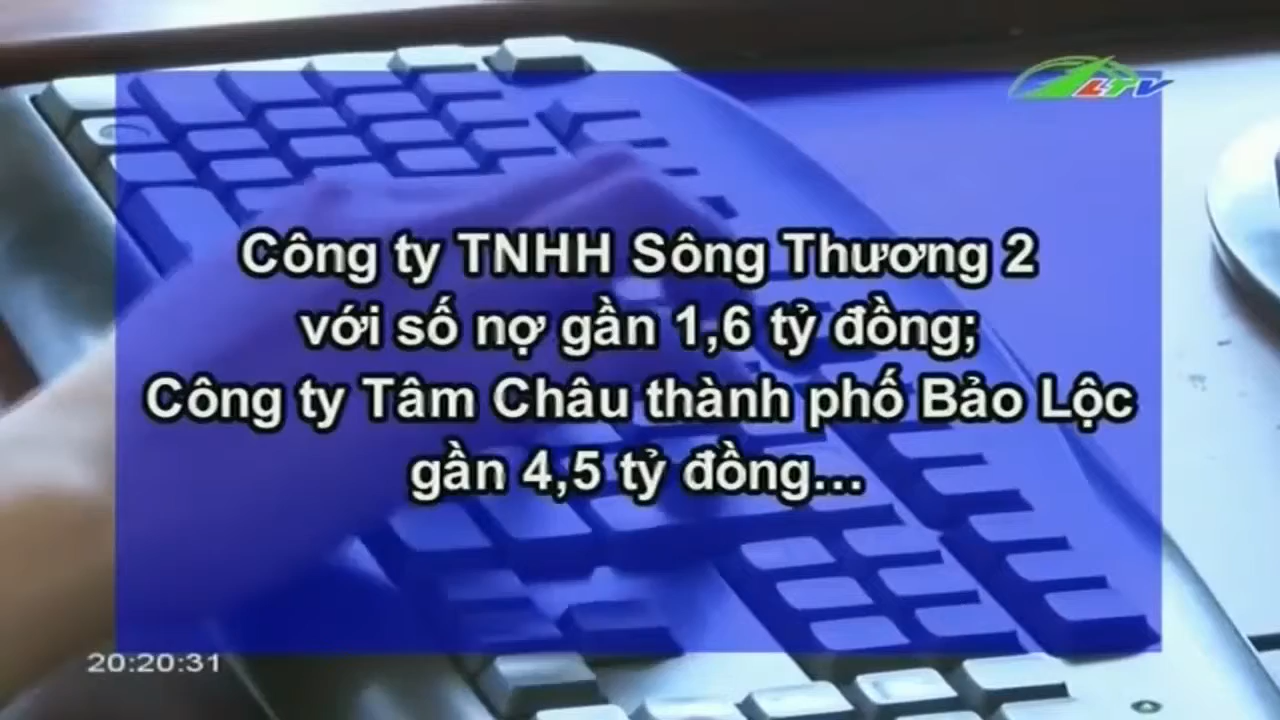 LTV
Công ty TNHH Sông Thương 2
với số nợ gần 1,6 tỷ đồng;
Công ty Tâm Châu thành phố Bảo Lộc
gần 4,5 tỷ đồng...
20:20:31